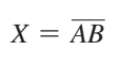 X = \overline{AB}